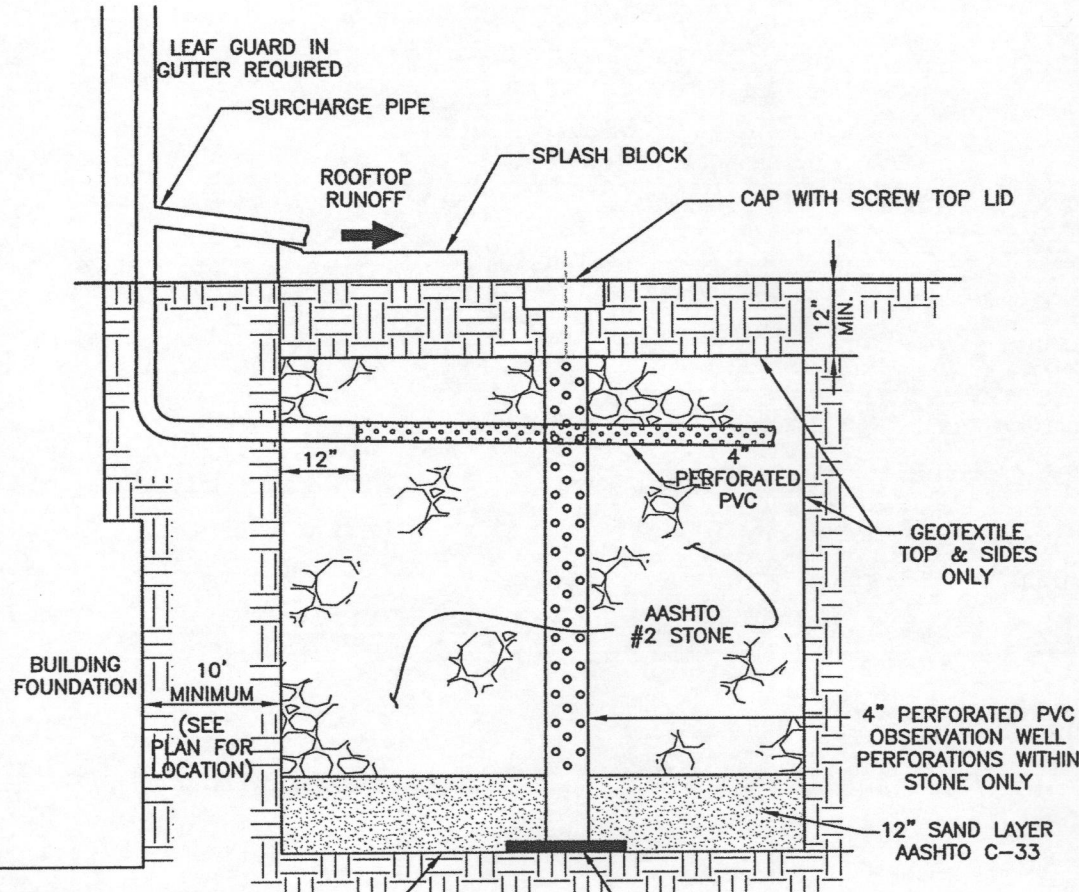 LEAF GUARD IN
GUTTER REQUIRED
SURCHARGE PIPE
ROOFTOP
RUNOFF
SPLASH BLOCK
CAP WITH SCREW TOP LID
12"
MIN.
12"
4"
PERFORATED
PVC
GEOTEXTILE
TOP & SIDES
ONLY
AASHTO
#2 STONE
BUILDING
FOUNDATION
10'
MINIMUM
(SEE
PLAN FOR
LOCATION)
4" PERFORATED PVC
OBSERVATION WELL
PERFORATIONS WITHIN
STONE ONLY
12" SAND LAYER
AASHTO C-33